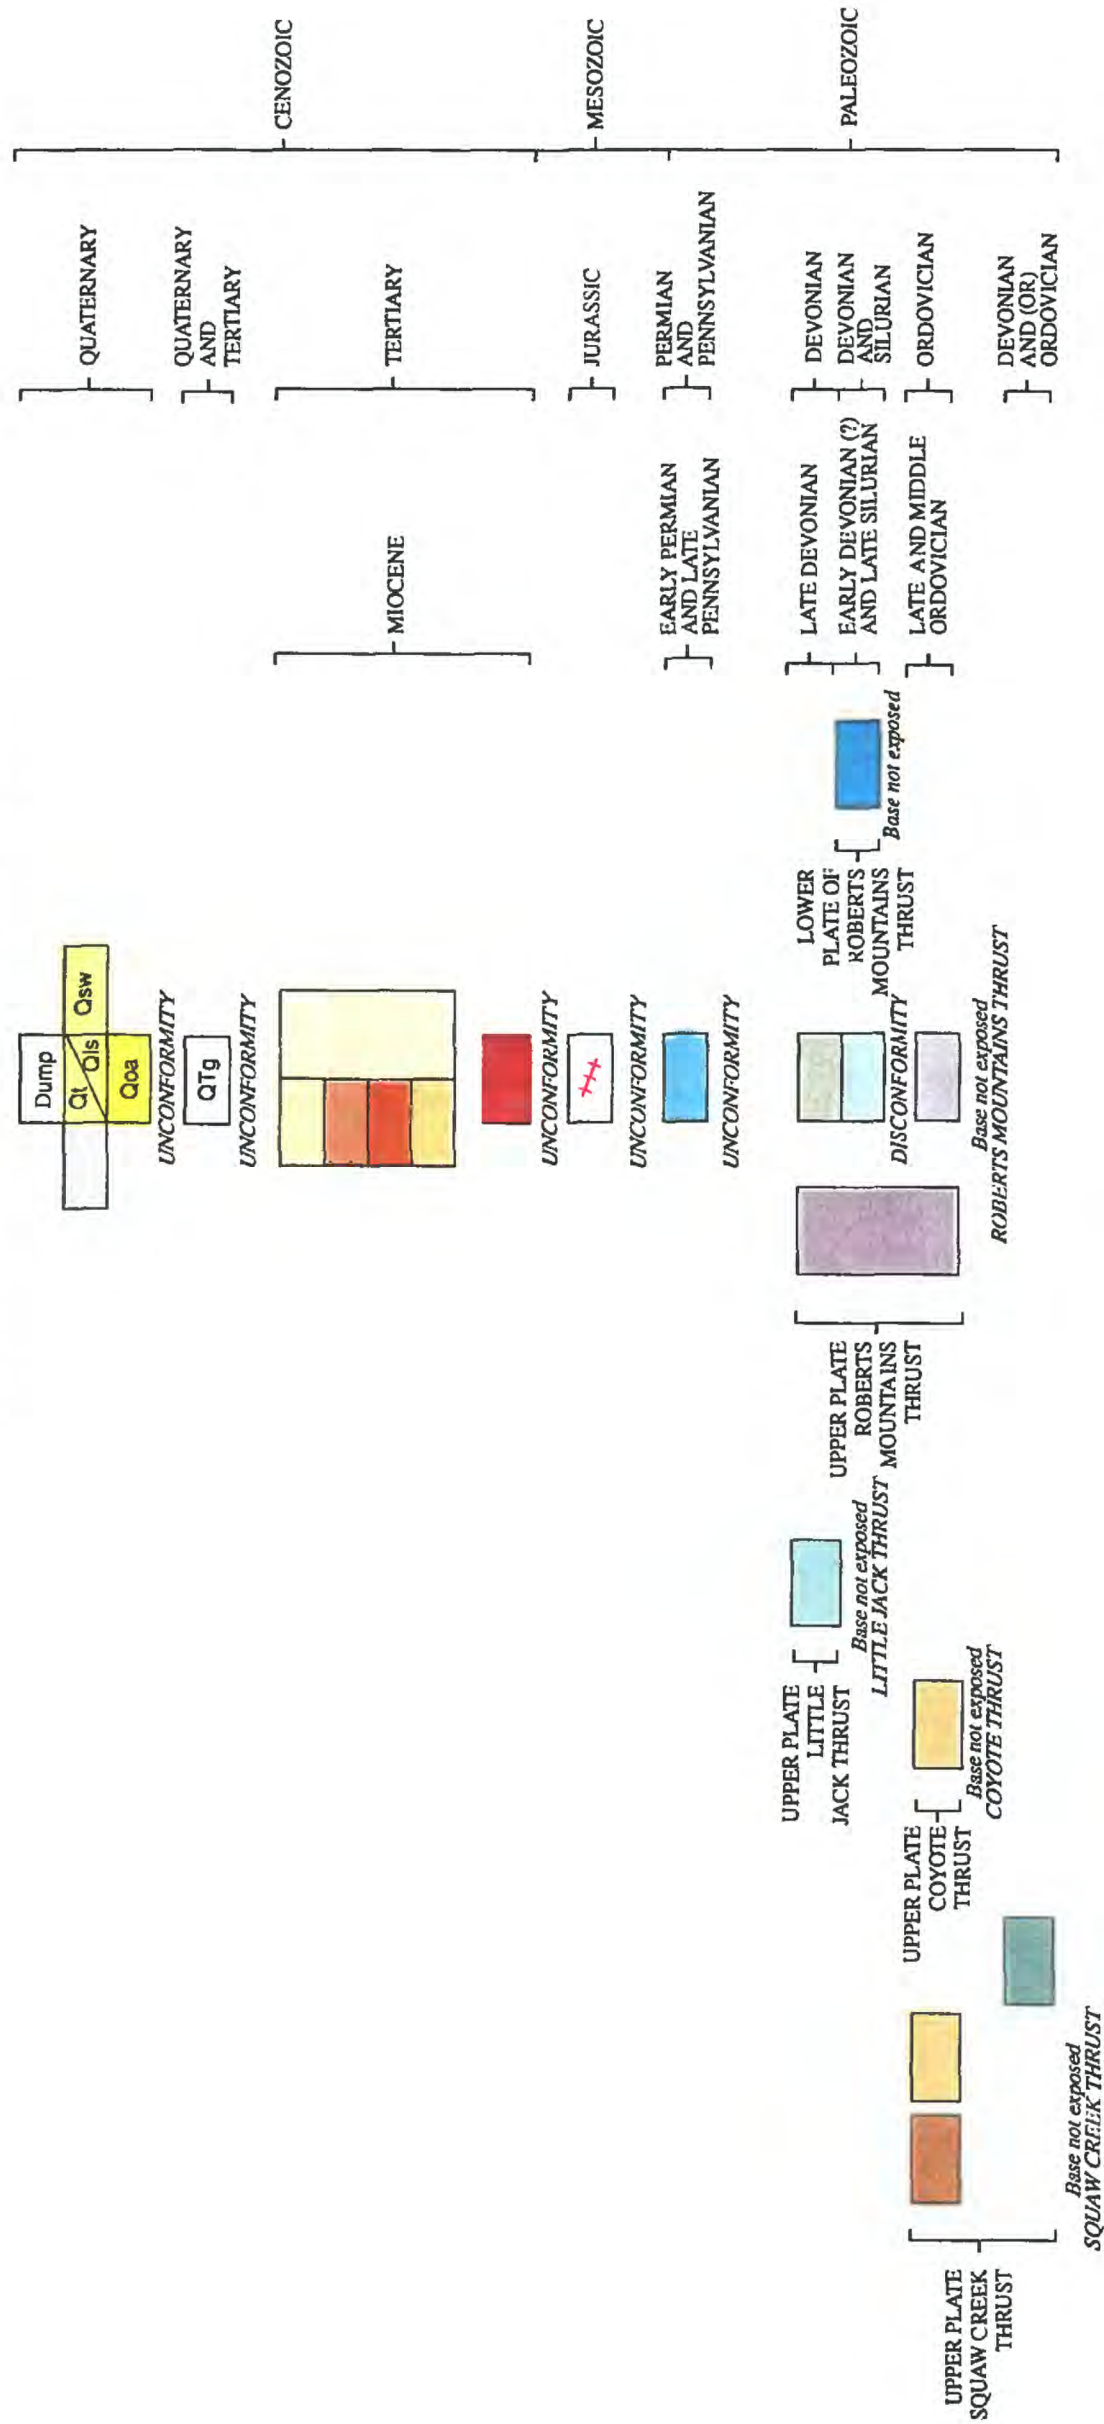 Dump
Qt
Qls
Qsw
Qoa
UNCONFORMITY
QTg
UNCONFORMITY
UNCONFORMITY
UNCONFORMITY
UNCONFORMITY
DISCONFORMITY
Base not exposed
ROBERTS MOUNTAINS THRUST
LOWER
PLATE OF
ROBERTS
MOUNTAINS
THRUST
Base not exposed
UPPER PLATE
ROBERTS
MOUNTAINS
THRUST
UPPER PLATE
LITTLE
JACK THRUST
Base not exposed
LITTLE JACK THRUST
UPPER PLATE
COYOTE
THRUST
Base not exposed
COYOTE THRUST
UPPER PLATE
SQUAW CREEK
THRUST
Base not exposed
SQUAW CREEK THRUST
MIOCENE
EARLY PERMIAN
AND LATE
PENNSYLVANIAN
LATE DEVONIAN
EARLY DEVONIAN (?)
AND LATE SILURIAN
LATE AND MIDDLE
ORDOVICIAN
QUATERNARY
QUATERNARY
AND
TERTIARY
TERTIARY
JURASSIC
PERMIAN
AND
PENNSYLVANIAN
DEVONIAN
DEVONIAN
AND
SILURIAN
ORDOVICIAN
DEVONIAN
AND (OR)
ORDOVICIAN
CENOZOIC
MESOZOIC
PALEOZOIC